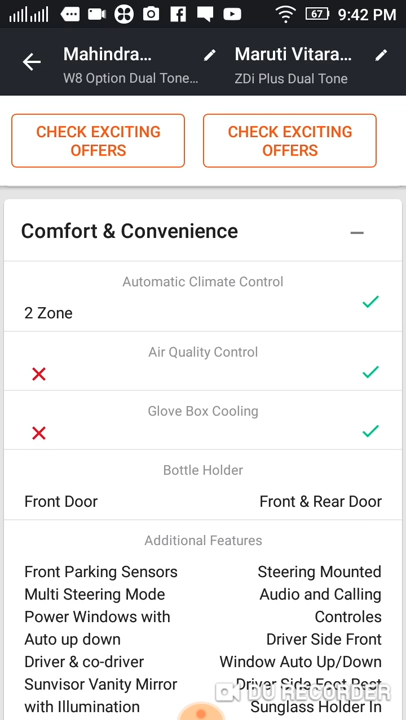 67 9:42 PM
Mahindra... Maruti Vitara...
W8 Option Dual Tone... ZDi Plus Dual Tone
CHECK EXCITING OFFERS
CHECK EXCITING OFFERS
Comfort & Convenience
Automatic Climate Control
2 Zone
Air Quality Control
Glove Box Cooling
Bottle Holder
Front Door Front & Rear Door
Additional Features
Front Parking Sensors Steering Mounted
Multi Steering Mode Audio and Calling
Power Windows with Controles
Auto up down Driver Side Front
Driver & co-driver Window Auto Up/Down
Sunvisor Vanity Mirror Driver Side Foot Rest
with Illumination Sunglass Holder In
DU RECORDER